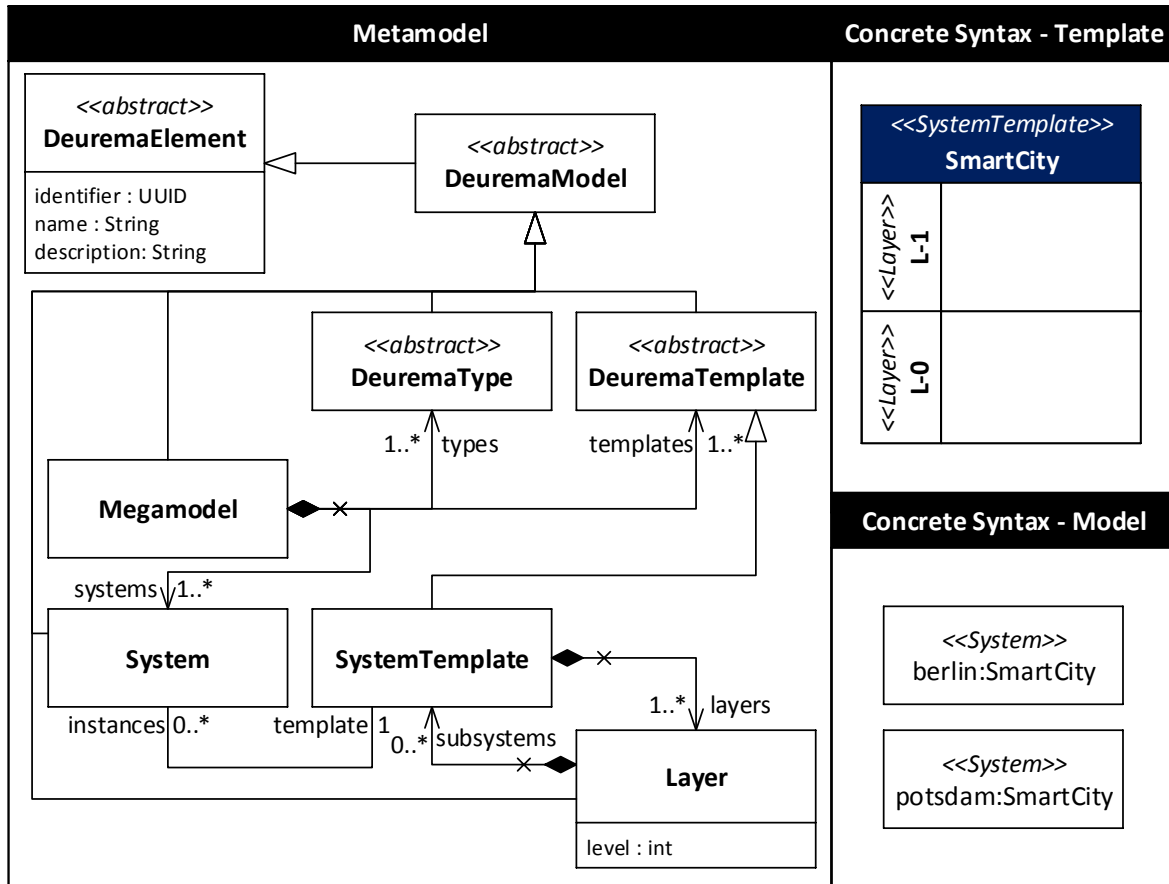 Metamodel
<<abstract>>
DeuremaElement
identifier : UUID
name : String
description: String
<<abstract>>
DeuremaModel
<<abstract>>
DeuremaType
<<abstract>>
DeuremaTemplate
1..* types
templates 1..*
Megamodel
systems 1..*
System
SystemTemplate
instances 0..*
template 1
0..* subsystems
1..* layers
Layer
level : int
Concrete Syntax - Template
<<SystemTemplate>>
SmartCity
<<Layer>>
L-1
<<Layer>>
L-0
Concrete Syntax - Model
<<System>>
berlin:SmartCity
<<System>>
potsdam:SmartCity